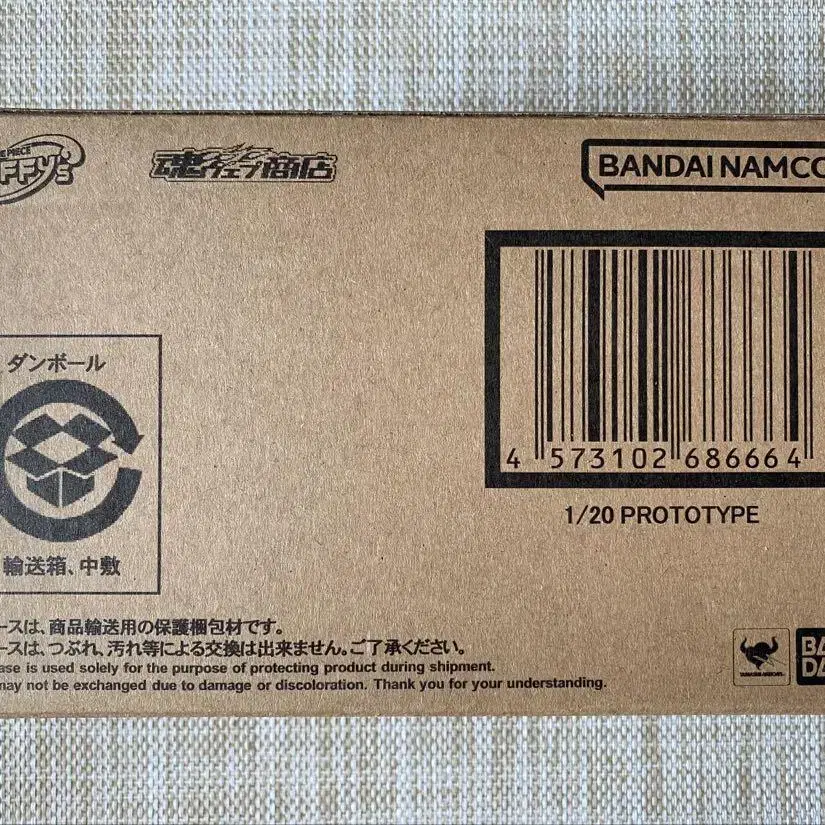 魂ウェブ商店
BANDAI NAMCO
ダンボール
4 573102 686664
1/20 PROTOTYPE
輸送箱、中敷
ースは、商品輸送用の保護梱包材です。
ースは、つぶれ、汚れ等による交換は出来ません。ご了承ください。
ase is used solely for the purpose of protecting product during shipment.
may not be exchanged due to damage or discoloration. Thank you for your understanding.
BA
DA